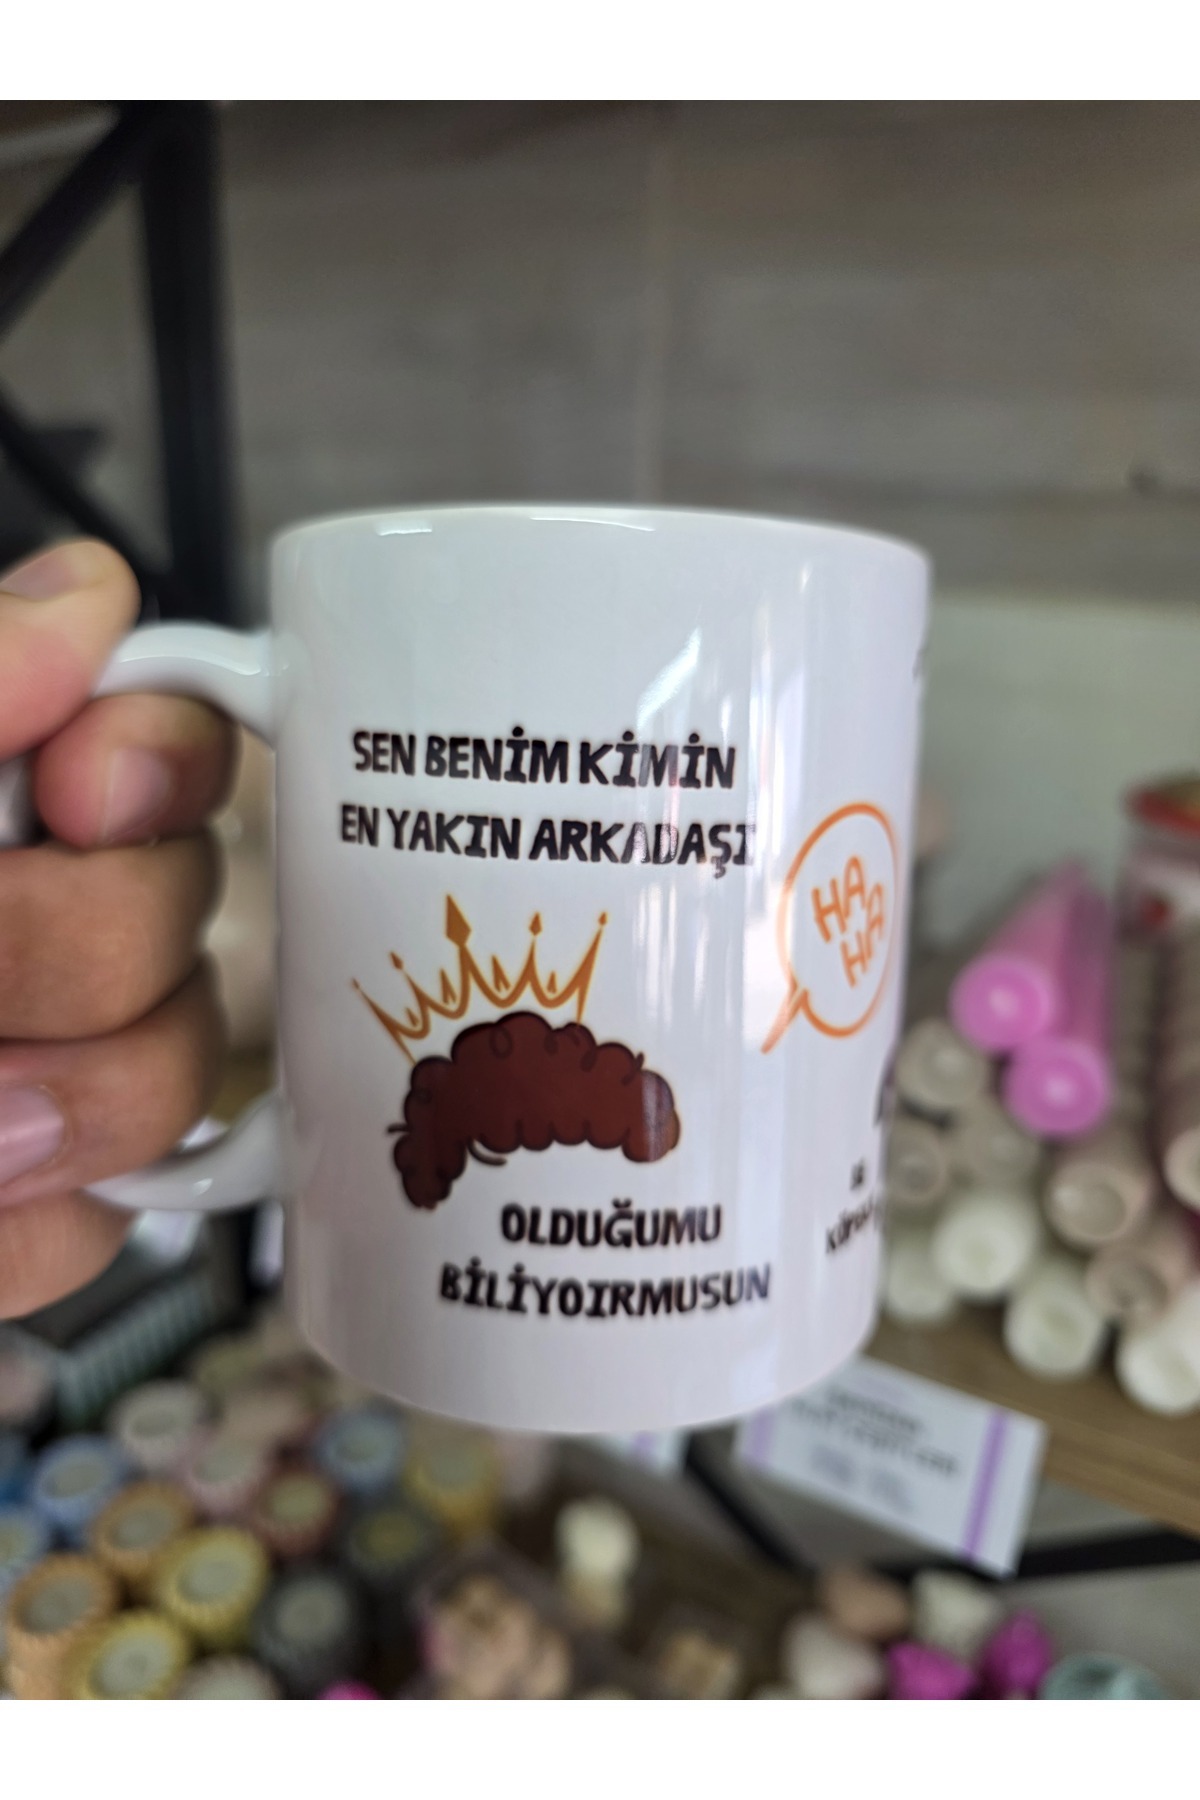 SEN BENİM KİMİN
EN YAKIN ARKADAŞI
HA
HA
OLDUĞUMU
BİLİYOIRMUSUN